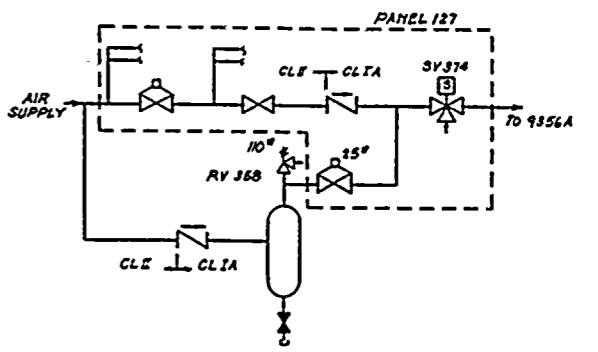 PANEL 127
SV374
S
CLE CLIA
AIR
SUPPLY
TO 9356A
110#
25#
RV 368
CLE CLIA